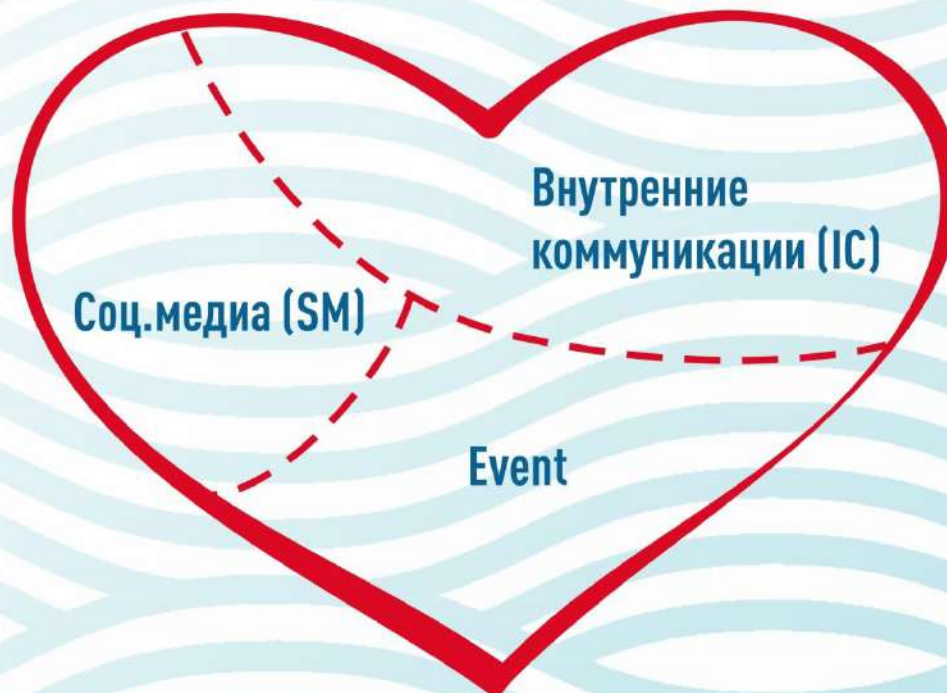 Внутренние
коммуникации (IC)
Соц.медиа (SM)
Event